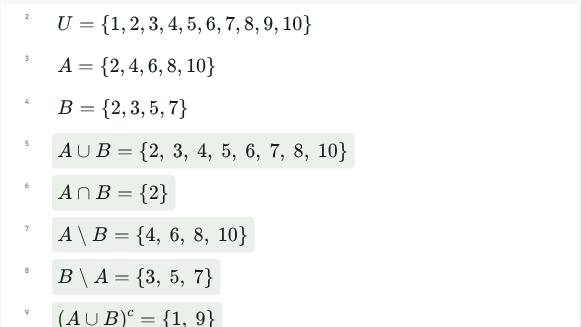 2 U = {1, 2, 3, 4, 5, 6, 7, 8, 9, 10}
3 A = {2, 4, 6, 8, 10}
4 B = {2, 3, 5, 7}
5 A ∪ B = {2, 3, 4, 5, 6, 7, 8, 10}
6 A ∩ B = {2}
7 A \ B = {4, 6, 8, 10}
8 B \ A = {3, 5, 7}
9 (A ∪ B)ᶜ = {1, 9}